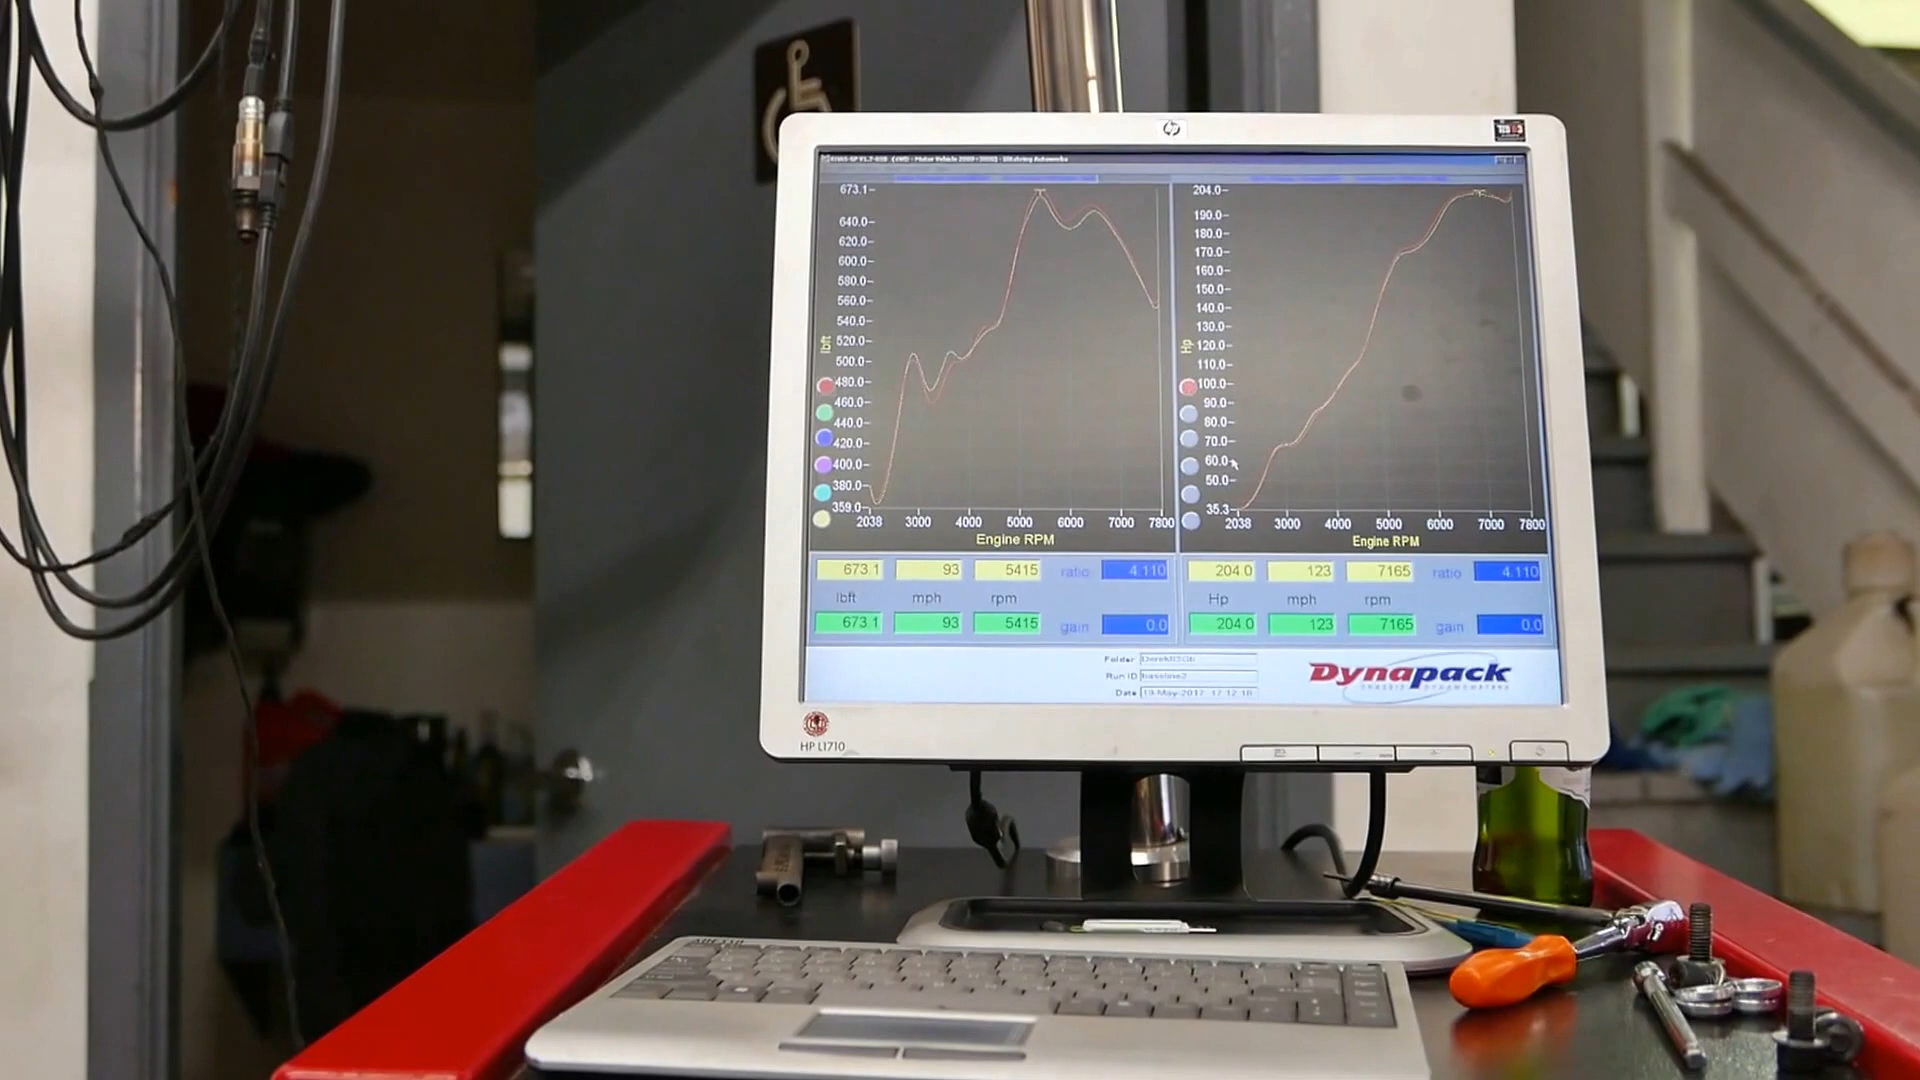 hp
673.1
640.0
620.0
600.0
580.0
560.0
540.0
520.0
500.0
480.0
460.0
440.0
420.0
400.0
380.0
359.0
lbft
2038 3000 4000 5000 6000 7000 7800
Engine RPM
204.0
190.0
180.0
170.0
160.0
150.0
140.0
130.0
120.0
110.0
100.0
90.0
80.0
70.0
60.0
50.0
35.3
Hp
2038 3000 4000 5000 6000 7000 7800
Engine RPM
673.1 93 5415 ratio 4.110
lbft mph rpm
673.1 93 5415 gain 0.0
204.0 123 7165 ratio 4.110
Hp mph rpm
204.0 123 7165 gain 0.0
Folder
Run ID
Date 19-May-2017
Dynapack
CHASSIS DYNAMOMETERS
HP L1710